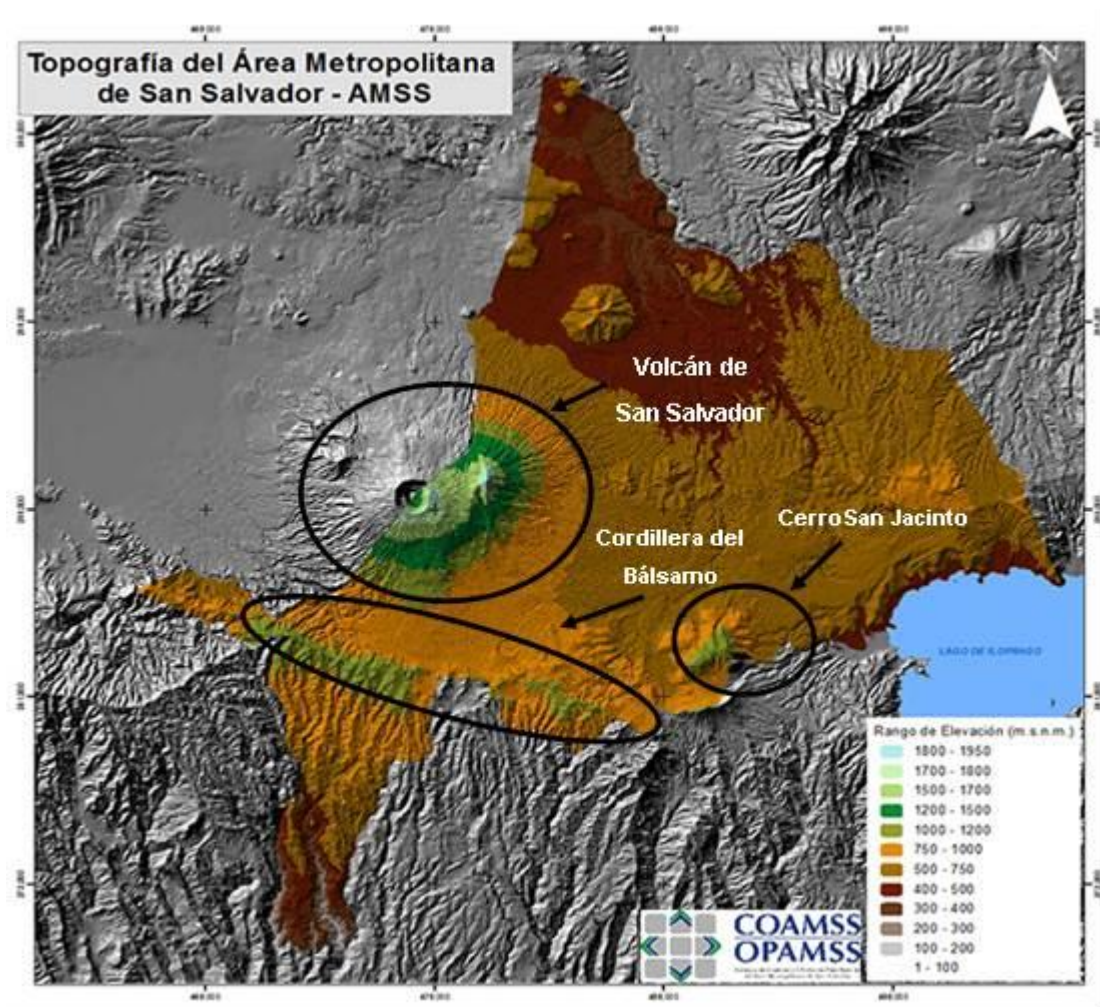 Topografía del Área Metropolitana
de San Salvador - AMSS
N
Volcán de
San Salvador
Cerro San Jacinto
Cordillera del
Bálsamo
LAGO DE ILOPANGO
Rango de Elevación (m.s.n.m.)
1800 - 1950
1700 - 1800
1500 - 1700
1200 - 1500
1000 - 1200
750 - 1000
500 - 750
400 - 500
300 - 400
200 - 300
100 - 200
1 - 100
COAMSS
OPAMSS